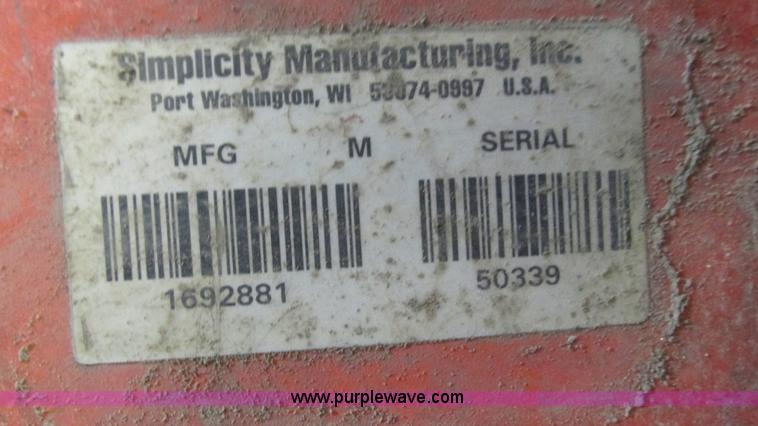 Simplicity Manufacturing, Inc.
Port Washington, WI 53074-0997 U.S.A.
MFG M SERIAL
1692881 50339
www.purplewave.com